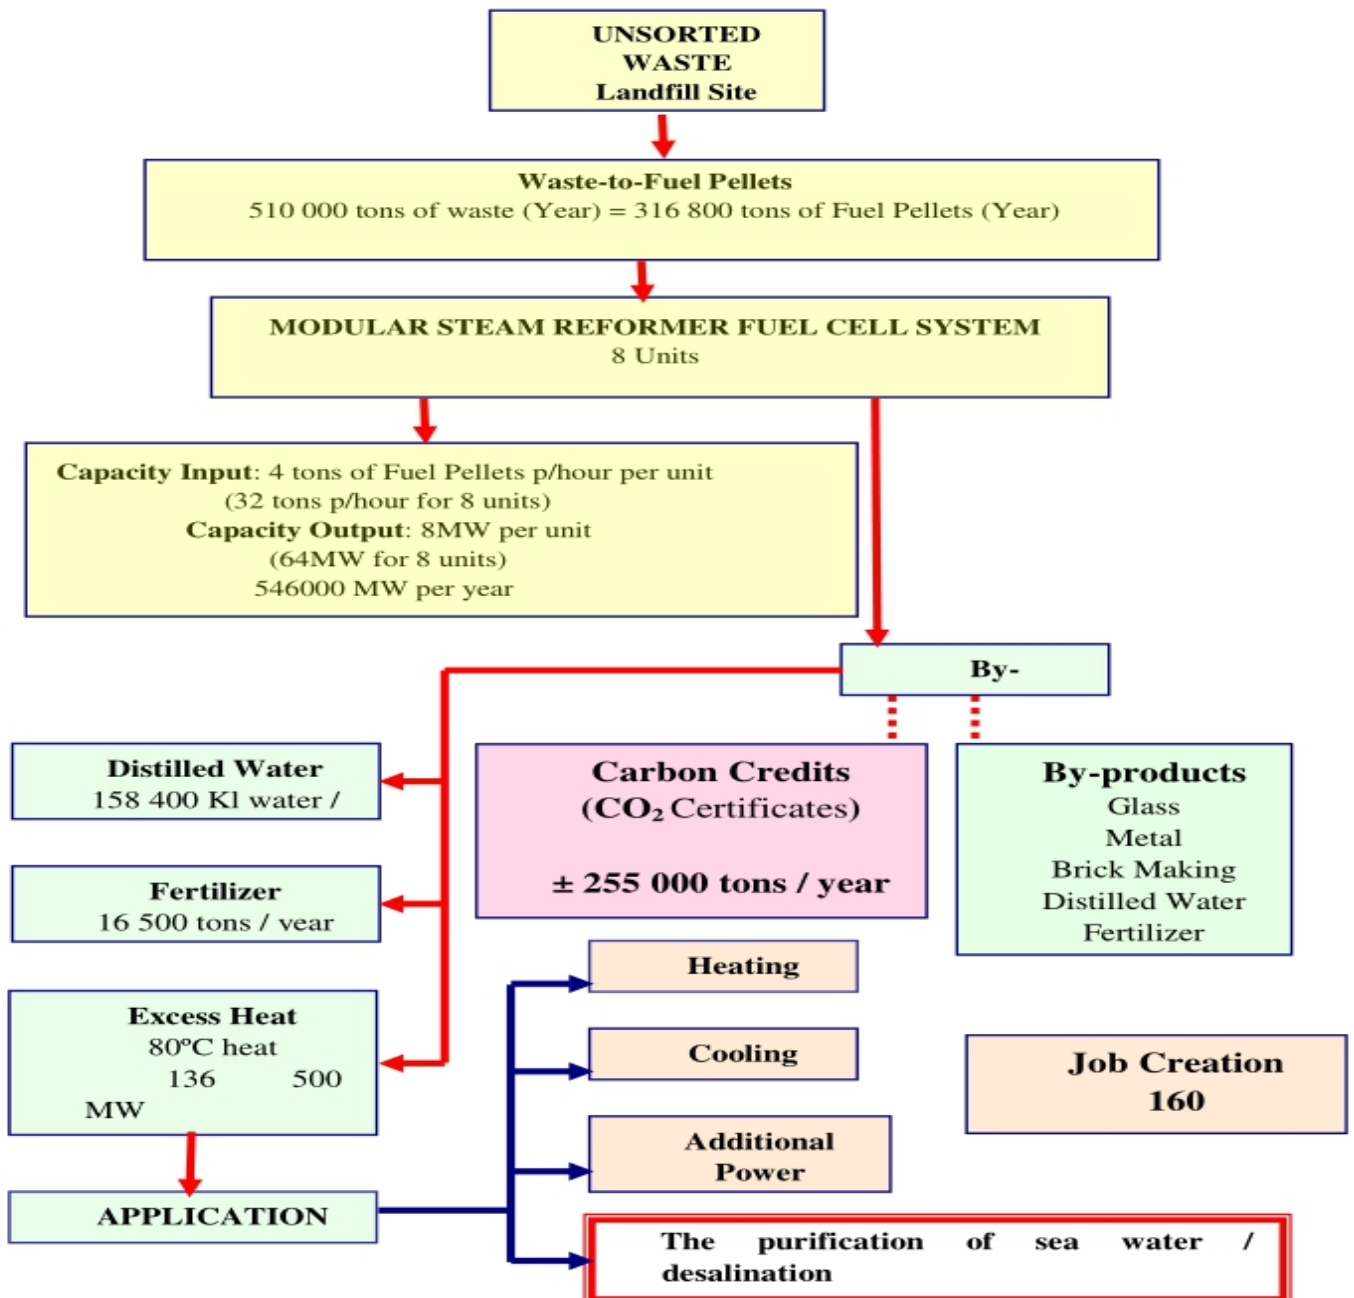 UNSORTED
WASTE
Landfill Site
Waste-to-Fuel Pellets
510 000 tons of waste (Year) = 316 800 tons of Fuel Pellets (Year)
MODULAR STEAM REFORMER FUEL CELL SYSTEM
8 Units
Capacity Input: 4 tons of Fuel Pellets p/hour per unit
(32 tons p/hour for 8 units)
Capacity Output: 8MW per unit
(64MW for 8 units)
546000 MW per year
By-
Distilled Water
158 400 Kl water /
Fertilizer
16 500 tons / year
Excess Heat
80ºC heat
136 500
MW
APPLICATION
Carbon Credits
(CO₂ Certificates)
± 255 000 tons / year
By-products
Glass
Metal
Brick Making
Distilled Water
Fertilizer
Heating
Cooling
Additional
Power
The purification of sea water /
desalination
Job Creation
160